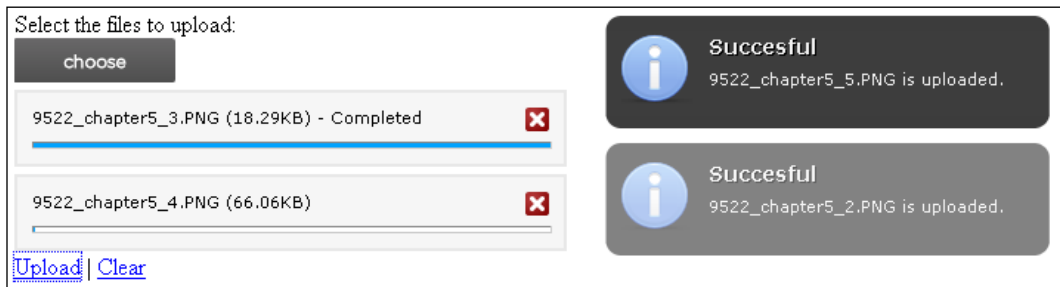 Select the files to upload:
choose
9522_chapter5_3.PNG (18.29KB) - Completed
9522_chapter5_4.PNG (66.06KB)
Upload | Clear
Succesful
9522_chapter5_5.PNG is uploaded.
Succesful
9522_chapter5_2.PNG is uploaded.